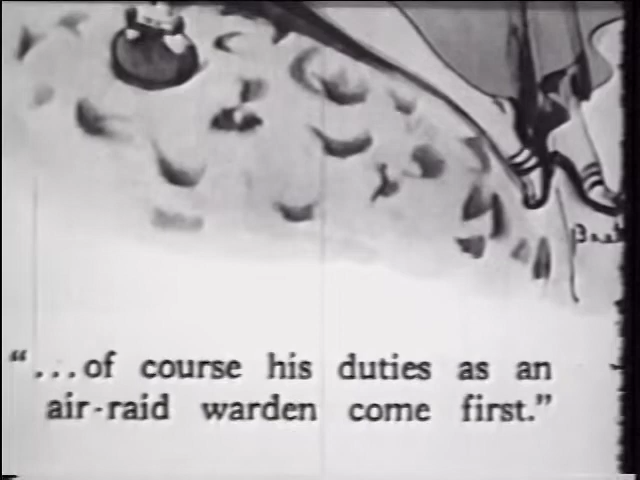 “...of course his duties as an
air-raid warden come first.”